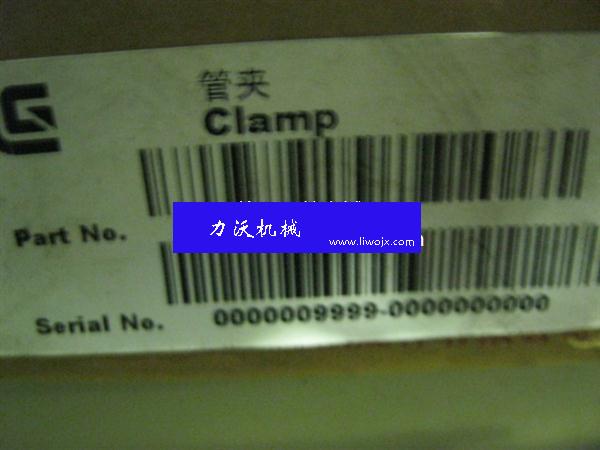 管夹
Clamp
Part No.
力沃机械
www.liwojx.com
Serial No. 0000009999-0000000000